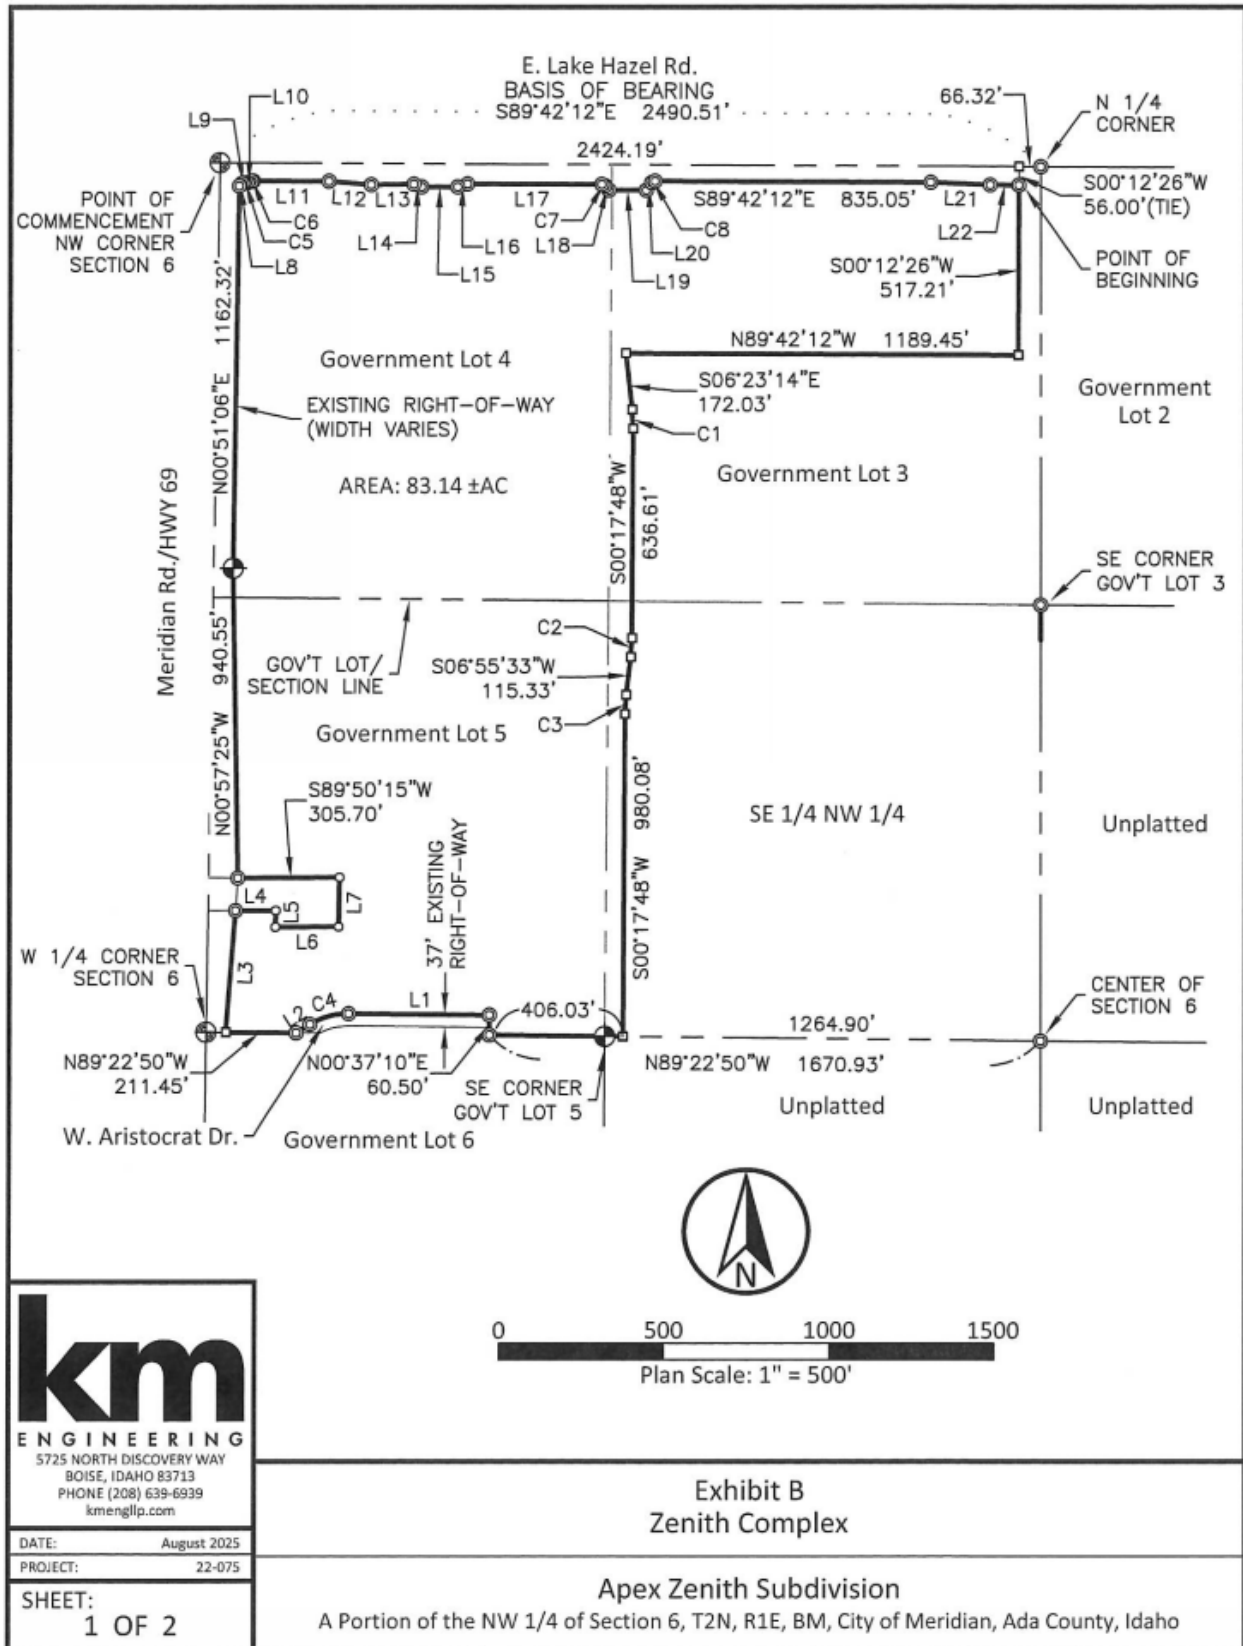 E. Lake Hazel Rd.
BASIS OF BEARING
S89°42'12"E 2490.51'
66.32'
N 1/4
CORNER
L10
L9
2424.19'
POINT OF
COMMENCEMENT
NW CORNER
SECTION 6
S00°12'26"W
56.00'(TIE)
L11
L12
L13
L17
C7
S89°42'12"E 835.05'
L21
C6
C5
L8
L14
L16
L15
L18
C8
L20
L19
L22
POINT OF
BEGINNING
S00°12'26"W
517.21'
N00°51'06"E 1162.32'
N89°42'12"W 1189.45'
Government Lot 4
S06°23'14"E
172.03'
Government
Lot 2
EXISTING RIGHT-OF-WAY
(WIDTH VARIES)
C1
Government Lot 3
AREA: 83.14 ±AC
S00°17'48"W
636.61'
Meridian Rd./HWY 69
SE CORNER
GOV'T LOT 3
C2
GOV'T LOT/
SECTION LINE
S06°55'33"W
115.33'
C3
N00°57'25"W 940.55'
Government Lot 5
S89°50'15"W
305.70'
S00°17'48"W 980.08'
SE 1/4 NW 1/4
Unplatted
L4
L5
L7
L6
37' EXISTING
RIGHT-OF-WAY
W 1/4 CORNER
SECTION 6
L3
L2
C4
L1
406.03'
CENTER OF
SECTION 6
1264.90'
N89°22'50"W
211.45'
N00°37'10"E
60.50'
SE CORNER
GOV'T LOT 5
N89°22'50"W 1670.93'
Unplatted
Unplatted
W. Aristocrat Dr.
Government Lot 6
N
0 500 1000 1500
Plan Scale: 1" = 500'
km
ENGINEERING
5725 NORTH DISCOVERY WAY
BOISE, IDAHO 83713
PHONE (208) 639-6939
kmengllp.com
DATE: August 2025
PROJECT: 22-075
SHEET:
1 OF 2
Exhibit B
Zenith Complex
Apex Zenith Subdivision
A Portion of the NW 1/4 of Section 6, T2N, R1E, BM, City of Meridian, Ada County, Idaho